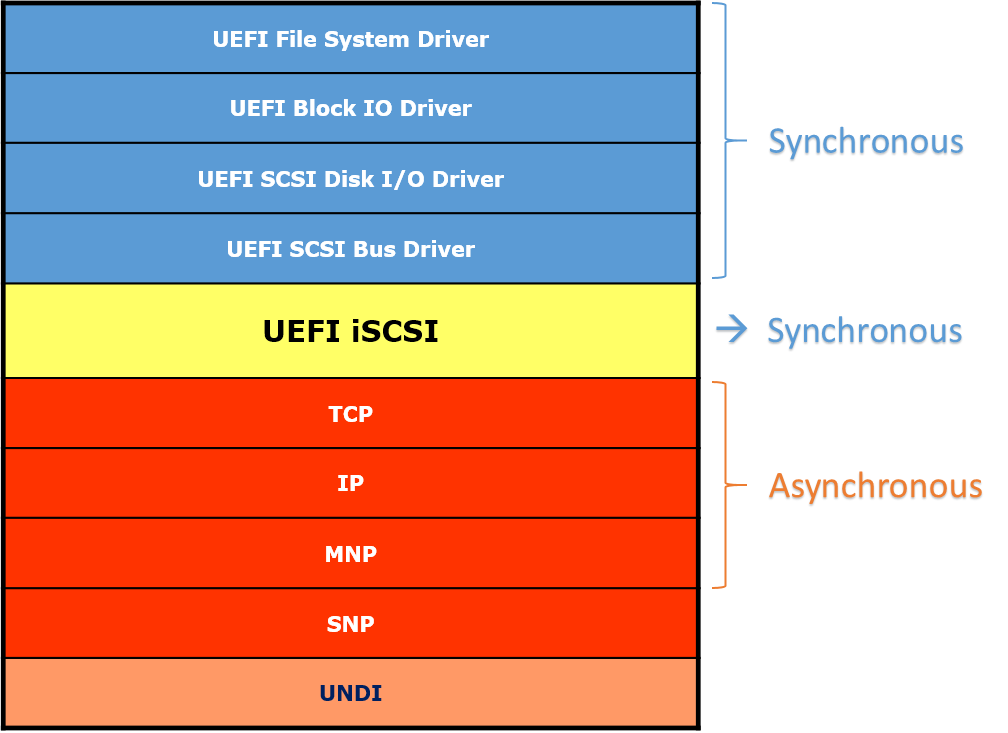 UEFI File System Driver
UEFI Block IO Driver
UEFI SCSI Disk I/O Driver
UEFI SCSI Bus Driver
Synchronous
UEFI iSCSI
→ Synchronous
TCP
IP
MNP
Asynchronous
SNP
UNDI